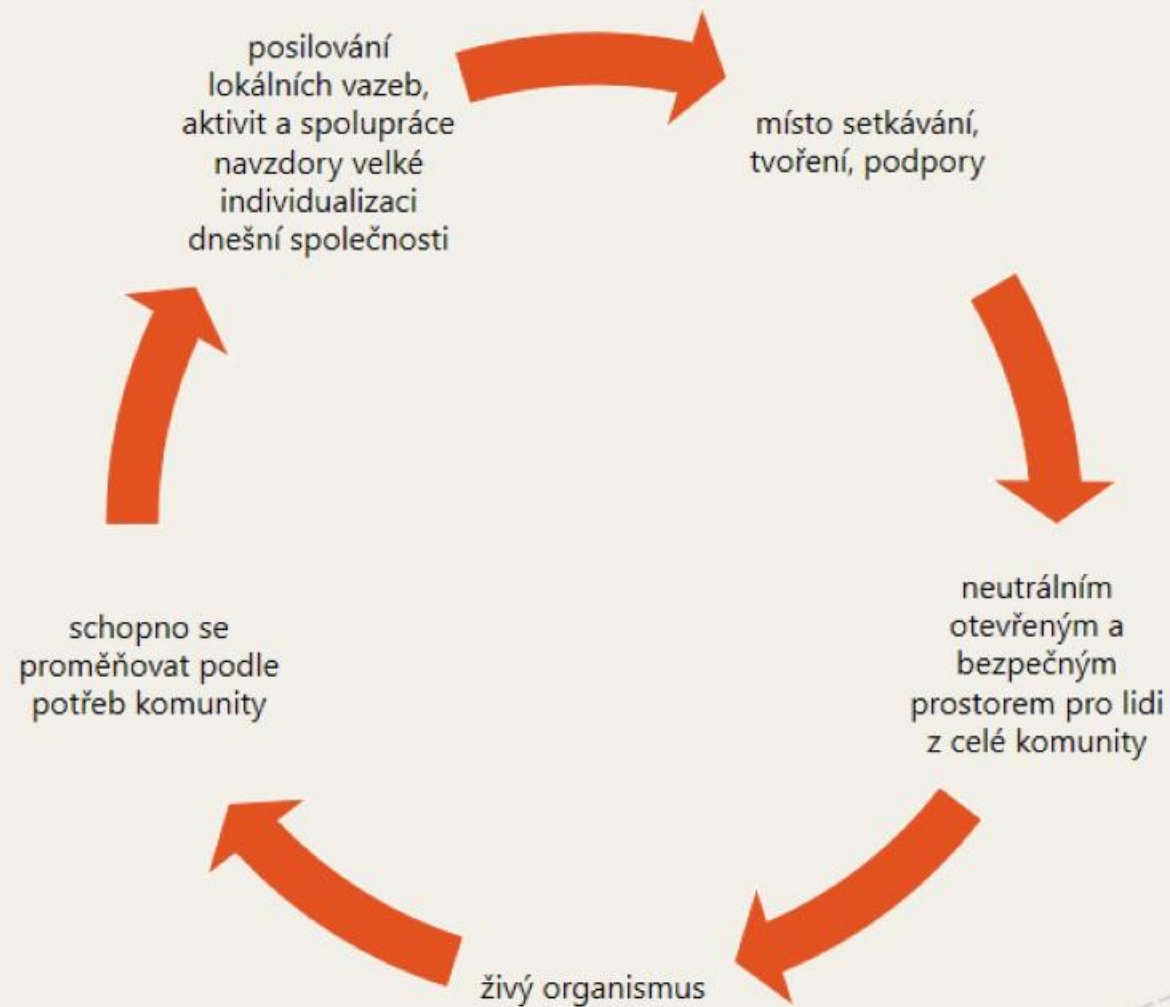 posilování
lokálních vazeb,
aktivit a spolupráce
navzdory velké
individualizaci
dnešní společnosti
místo setkávání,
tvoření, podpory
neutrálním
otevřeným a
bezpečným
prostorem pro lidi
z celé komunity
živý organismus
schopno se
proměňovat podle
potřeb komunity